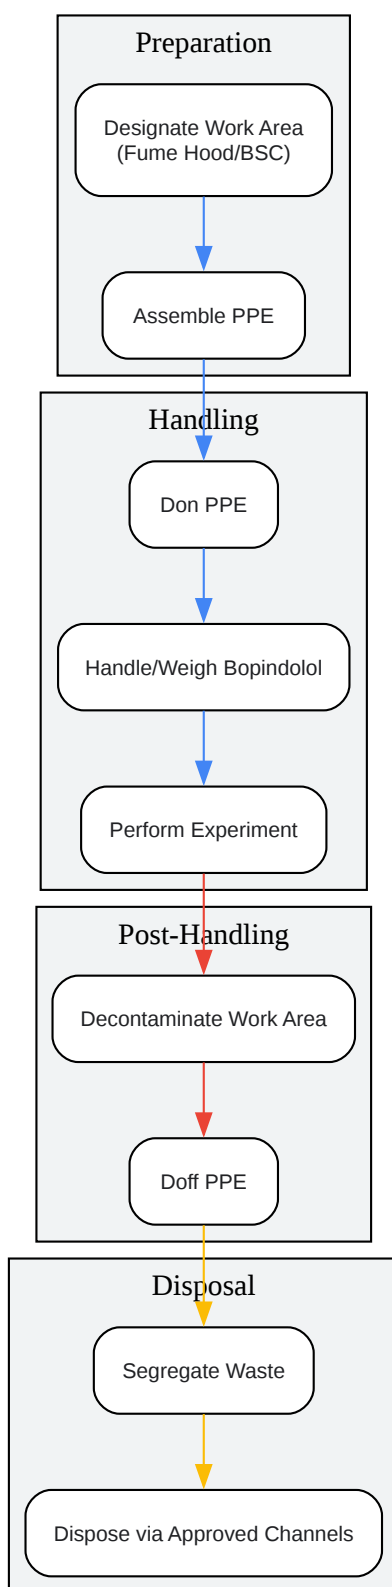 Preparation
Designate Work Area
(Fume Hood/BSC)
Assemble PPE
Handling
Don PPE
Handle/Weigh Bopindolol
Perform Experiment
Post-Handling
Decontaminate Work Area
Doff PPE
Disposal
Segregate Waste
Dispose via Approved Channels